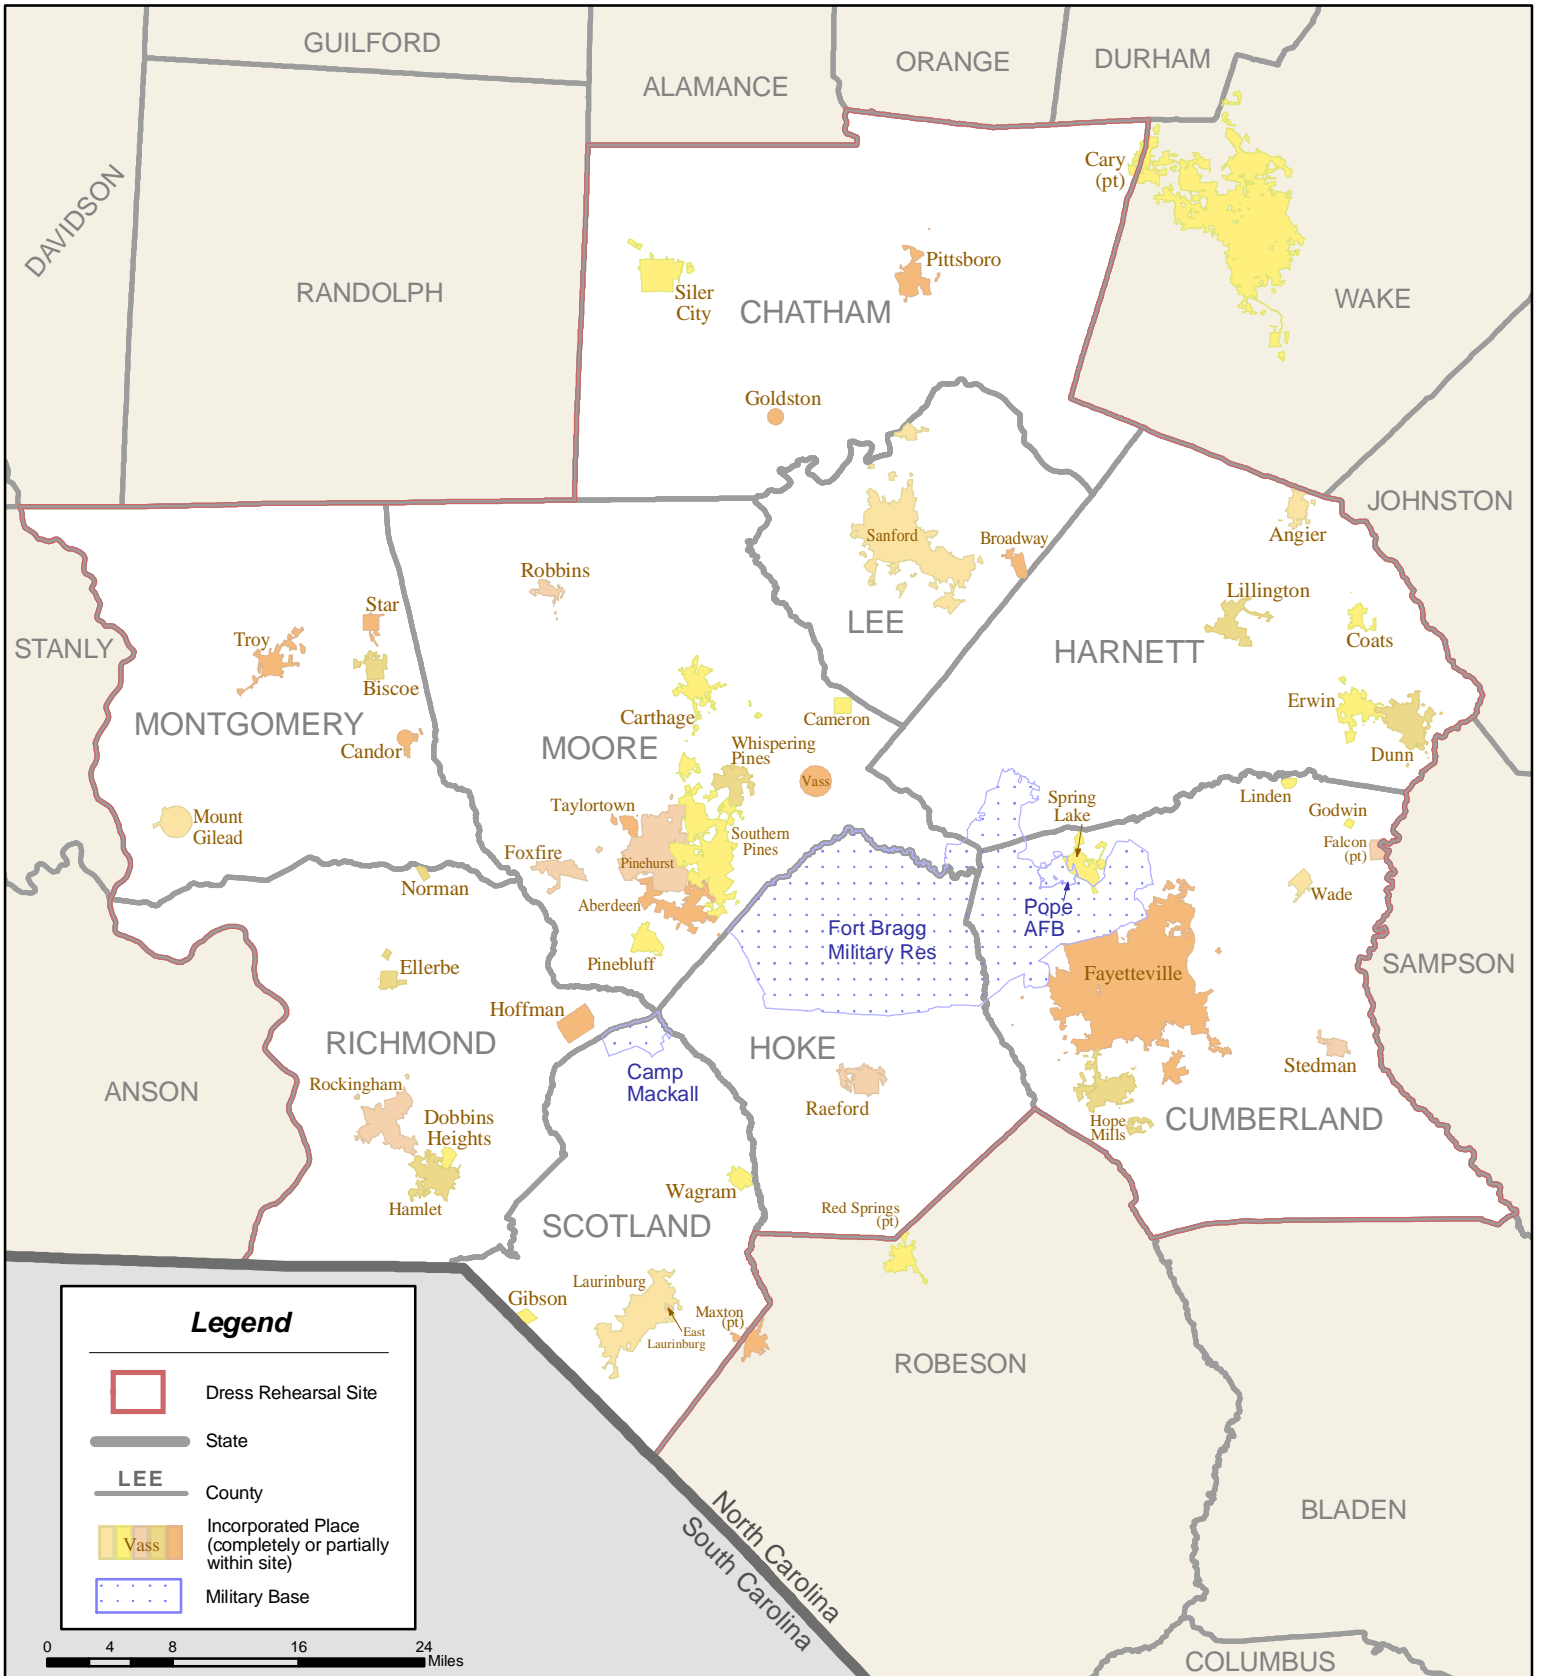 GUILFORD
ALAMANCE
ORANGE
DURHAM
DAVIDSON
RANDOLPH
Cary
(pt)
WAKE
Pittsboro
Siler
City
CHATHAM
Goldston
JOHNSTON
Sanford
Broadway
Angier
Robbins
Star
Troy
Biscoe
STANLY
LEE
Lillington
Coats
HARNETT
MONTGOMERY
Candor
MOORE
Carthage
Cameron
Whispering
Pines
Vass
Erwin
Dunn
Taylortown
Mount
Gilead
Foxfire
Pinehurst
Southern
Pines
Spring
Lake
Linden
Godwin
Falcon
(pt)
Norman
Aberdeen
Wade
Pope
AFB
Fort Bragg
Military Res
Ellerbe
Pinebluff
Fayetteville
SAMPSON
Hoffman
RICHMOND
HOKE
Camp
Mackall
Stedman
ANSON
Rockingham
Raeford
Dobbins
Heights
Hope
Mills
CUMBERLAND
Hamlet
Wagram
Red Springs
(pt)
SCOTLAND
Gibson
Laurinburg
East
Laurinburg
Maxton
(pt)
ROBESON
BLADEN
North Carolina
South Carolina
COLUMBUS
Legend
Dress Rehearsal Site
State
LEE
County
Vass
Incorporated Place
(completely or partially
within site)
Military Base
0 4 8 16 24
Miles